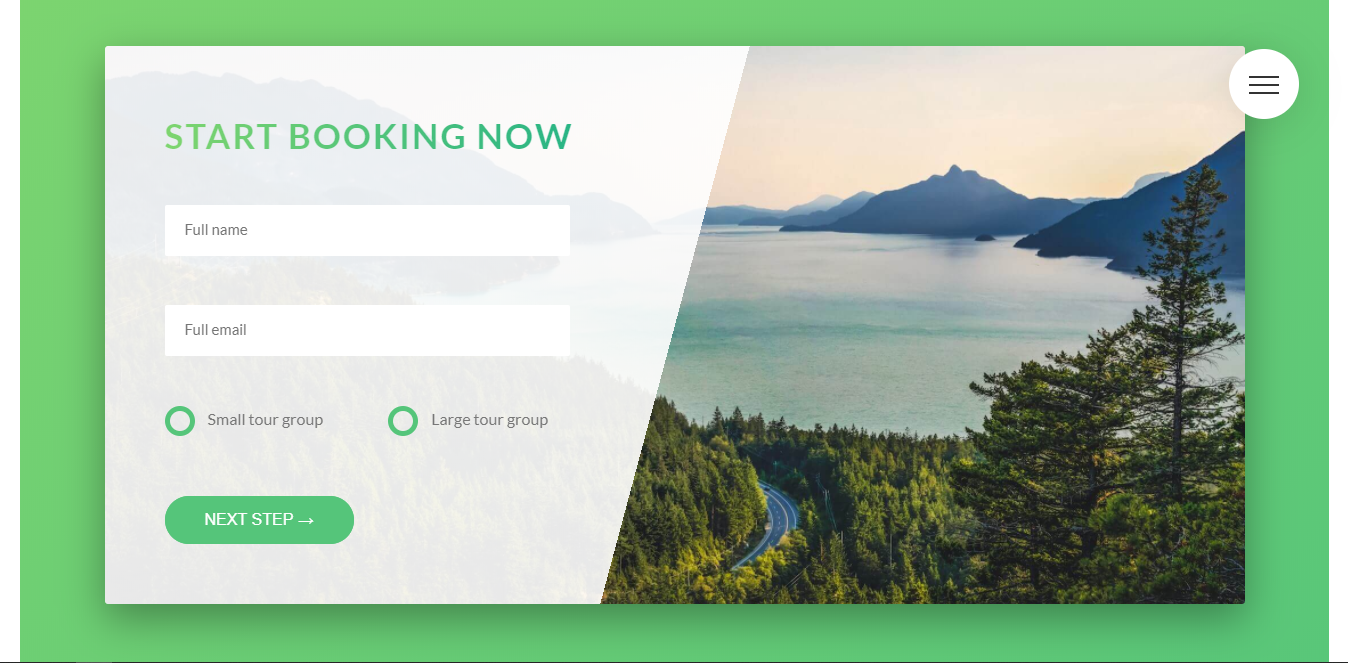 START BOOKING NOW
Full name
Full email
Small tour group
Large tour group
NEXT STEP →